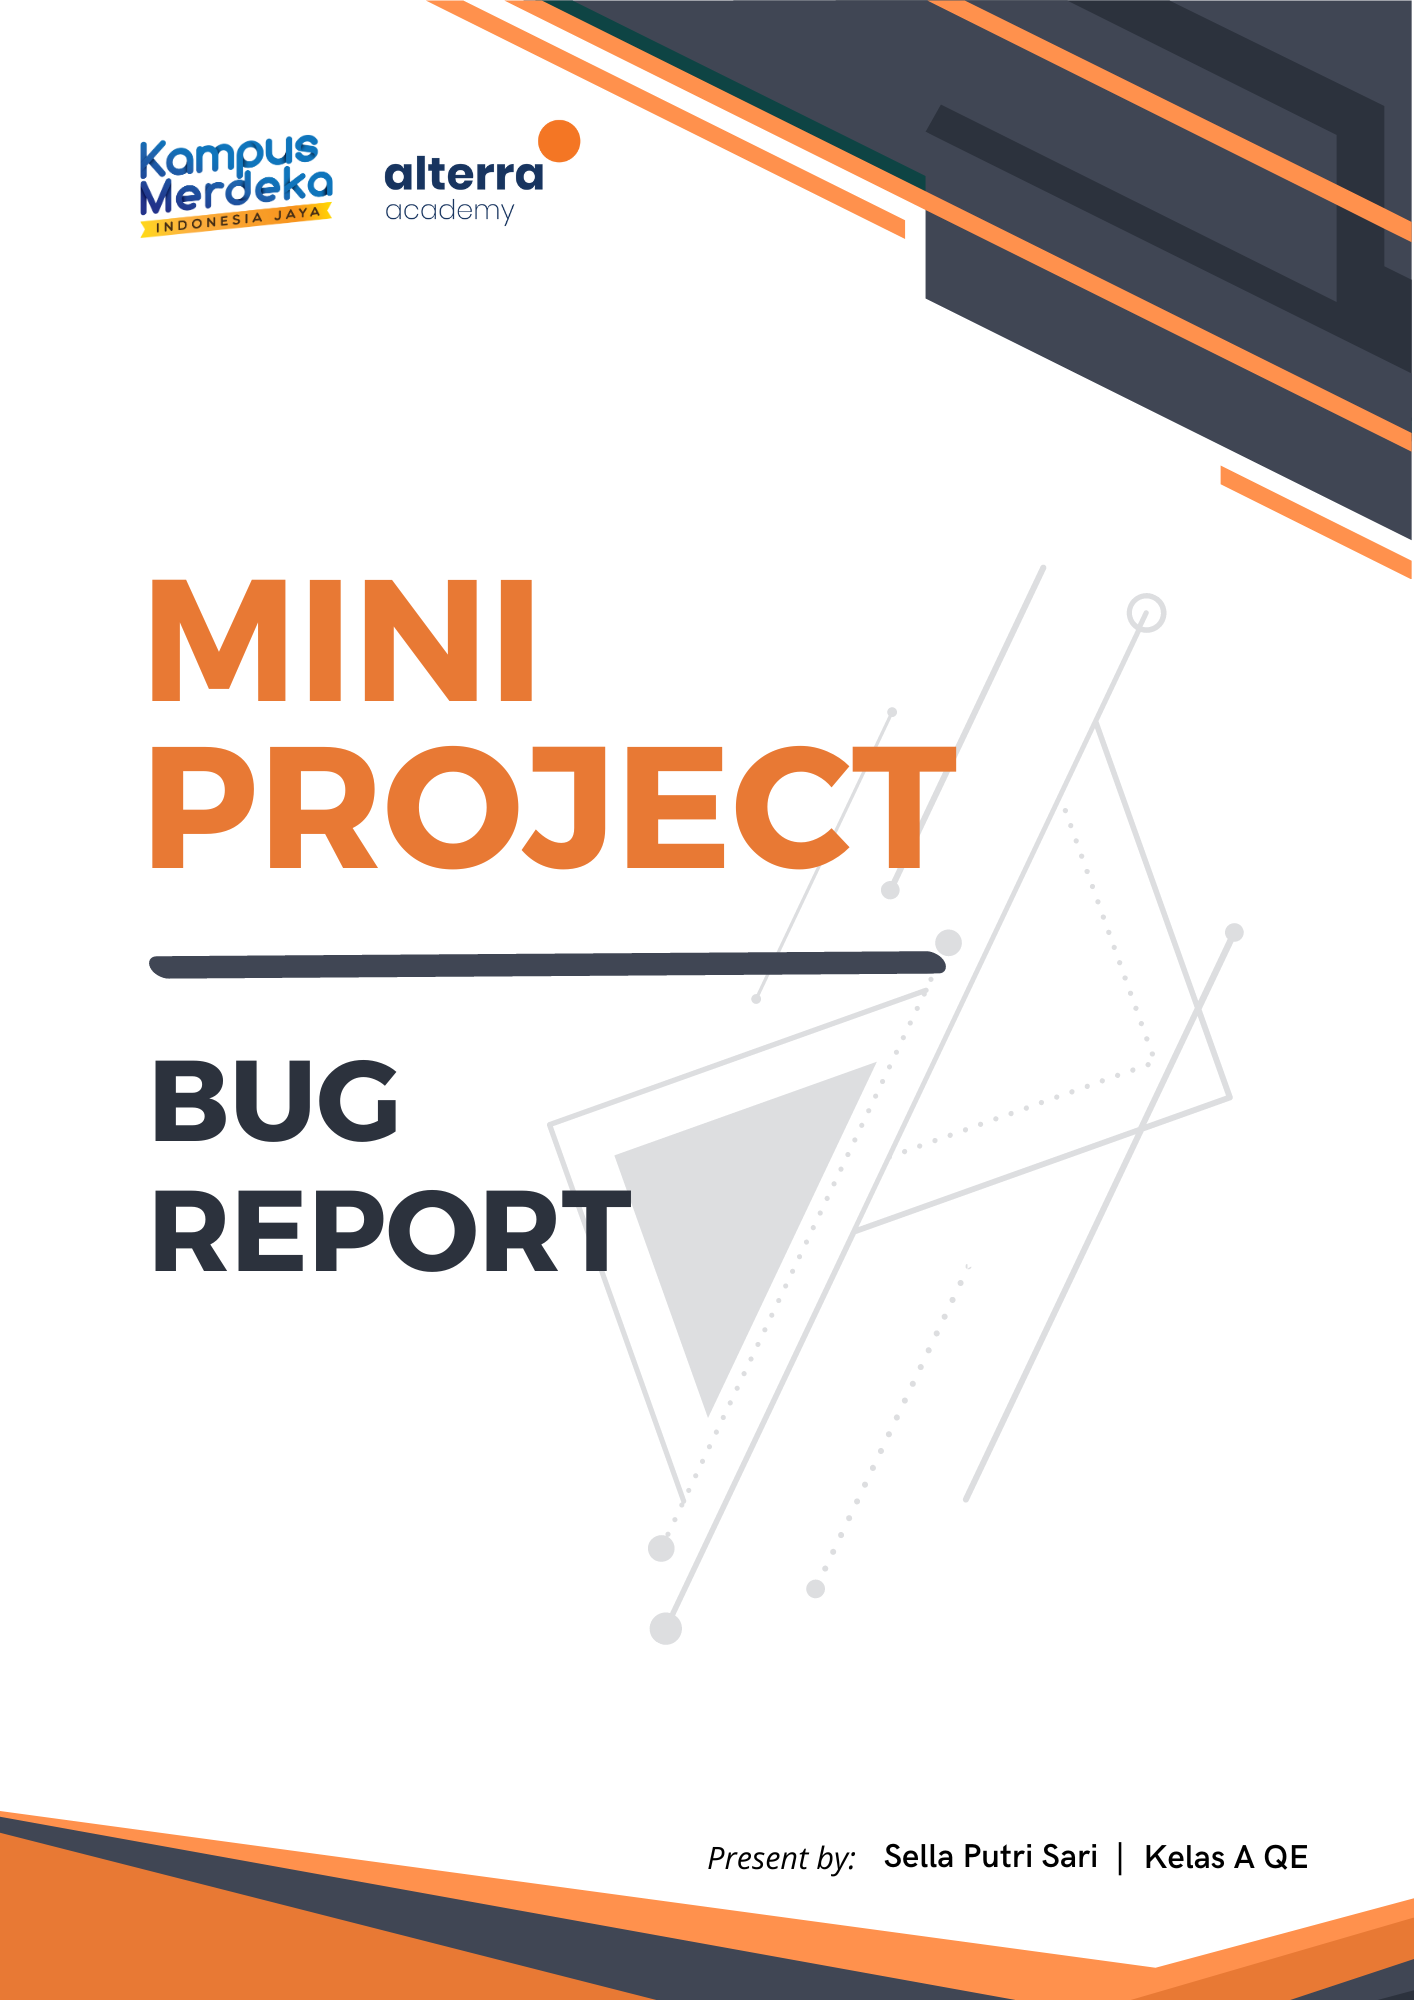 Kampus
Merdeka
INDONESIA JAYA
alterra
academy
MINI
PROJECT
BUG
REPORT
Present by: Sella Putri Sari | Kelas A QE